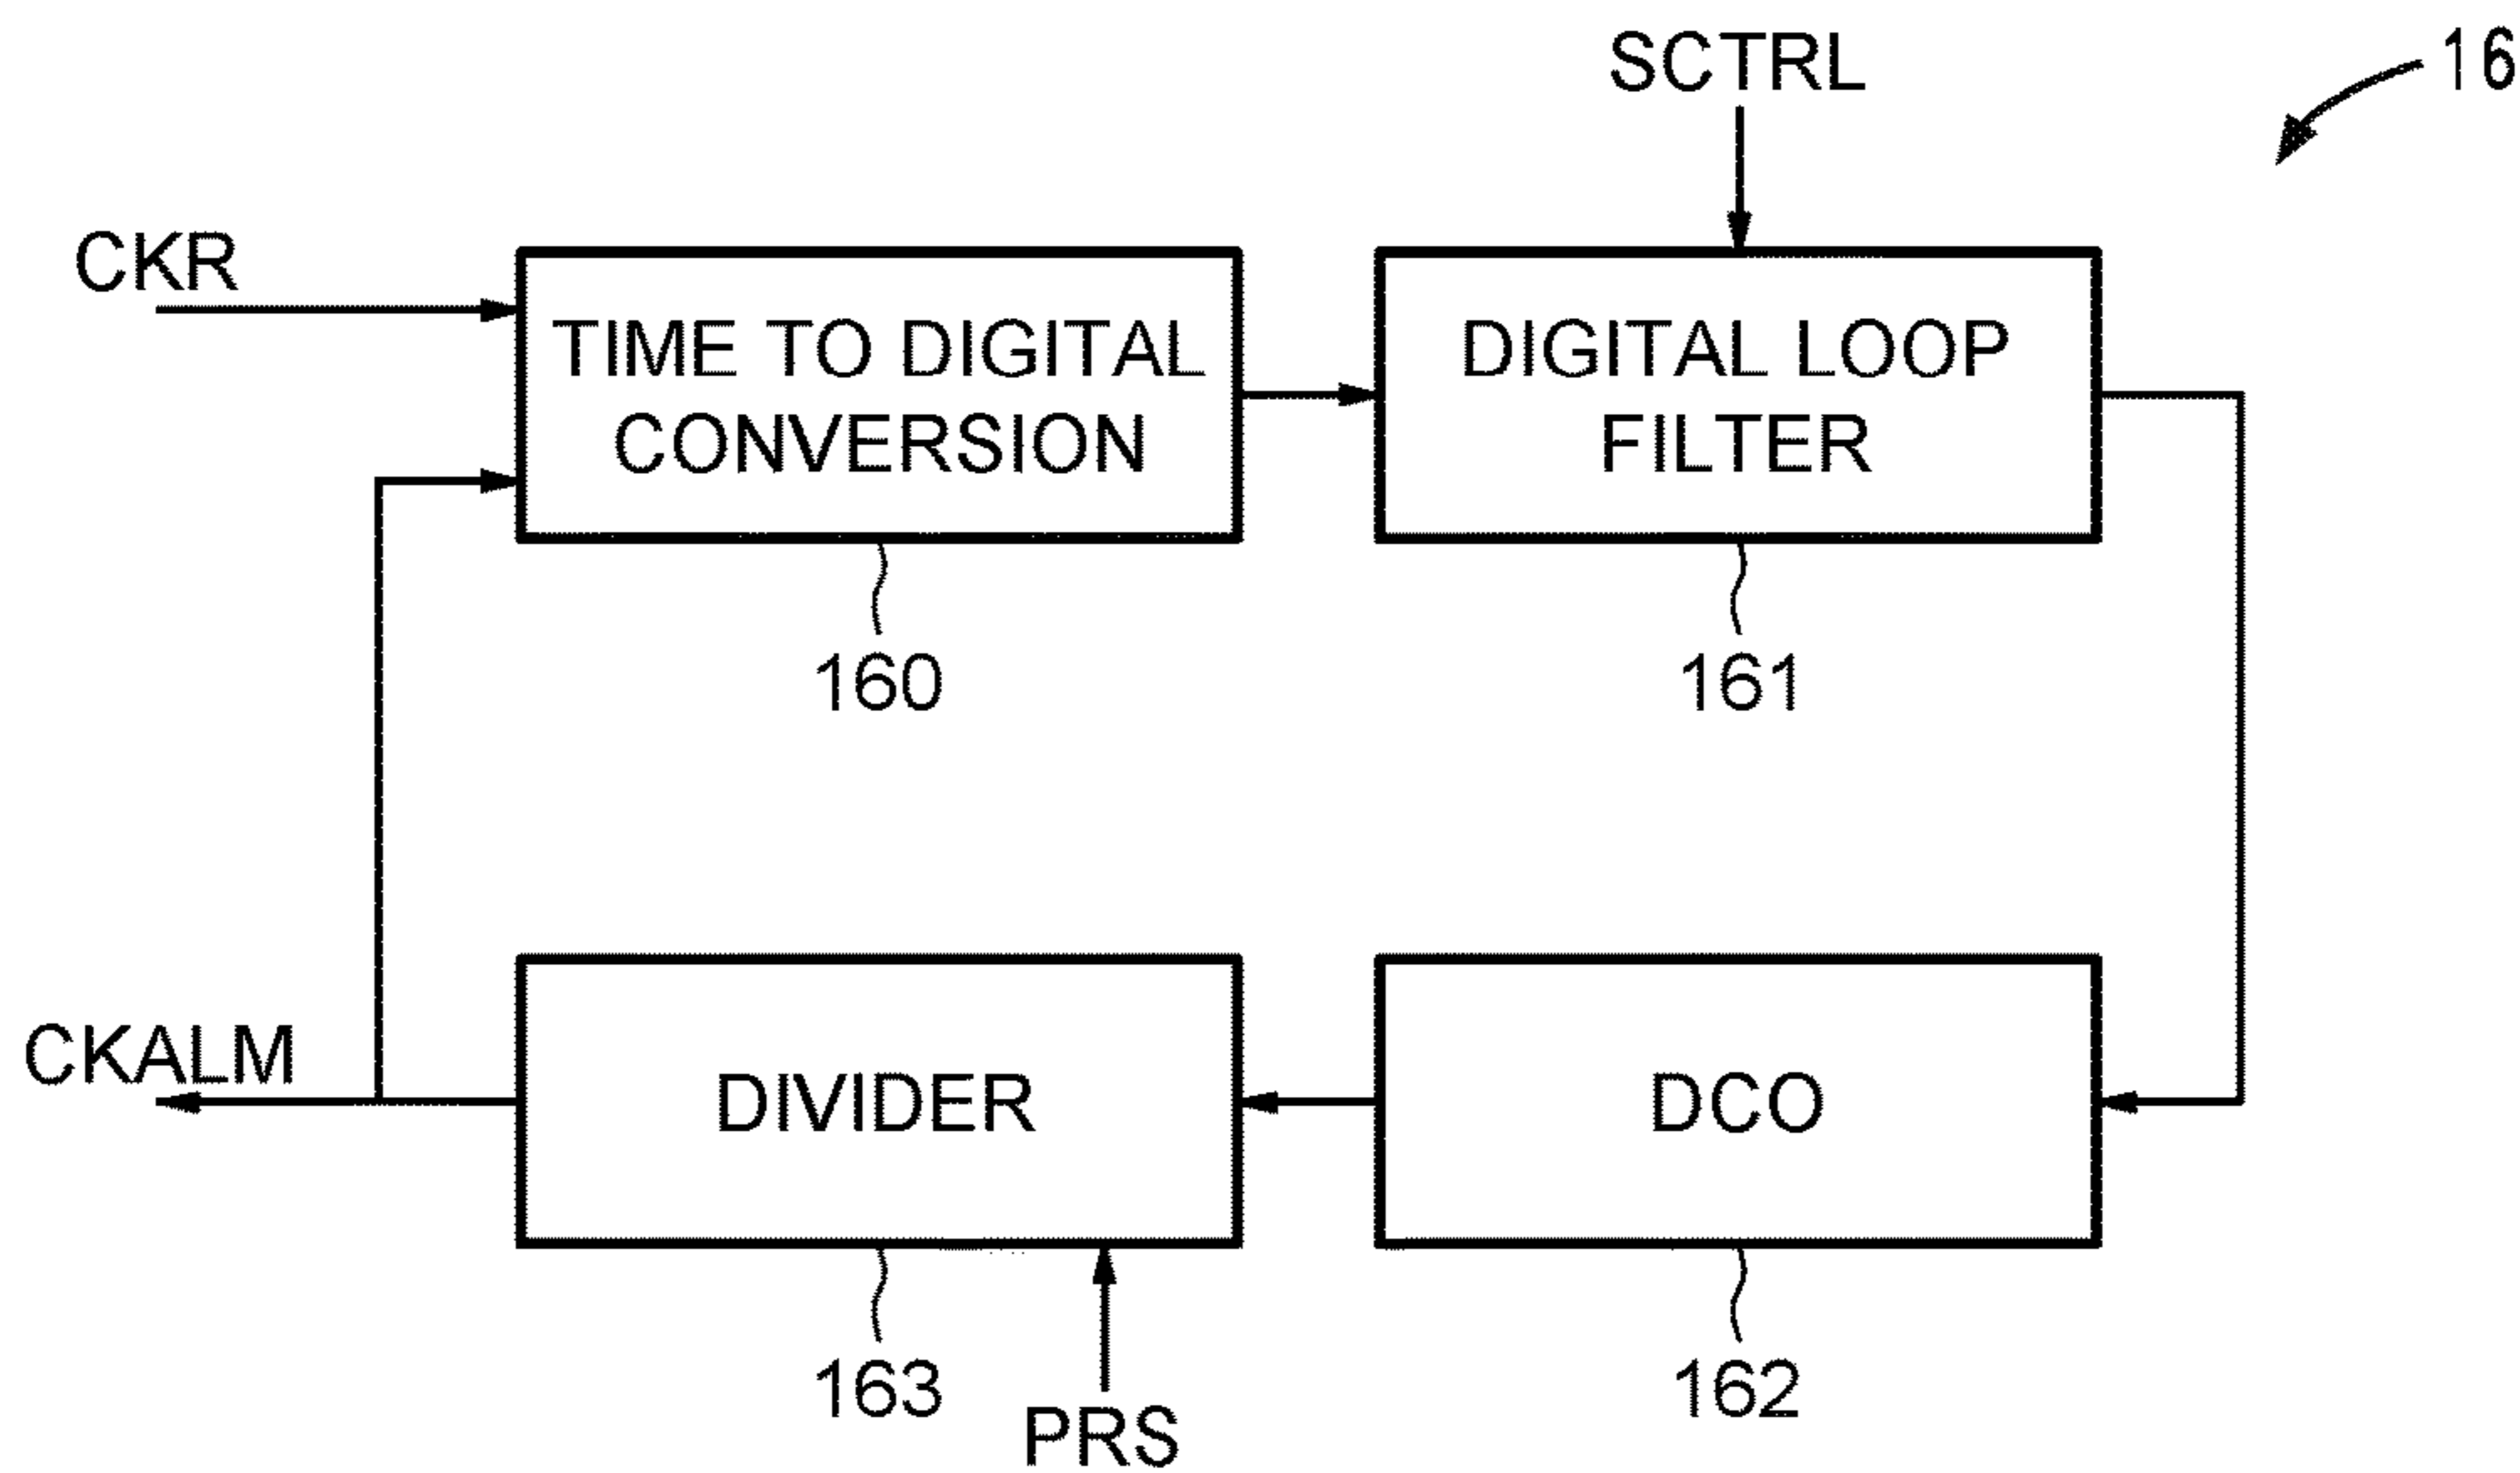 SCTRL
16
CKR
TIME TO DIGITAL
CONVERSION
DIGITAL LOOP
FILTER
160
161
CKALM
DIVIDER
DCO
163
162
PRS